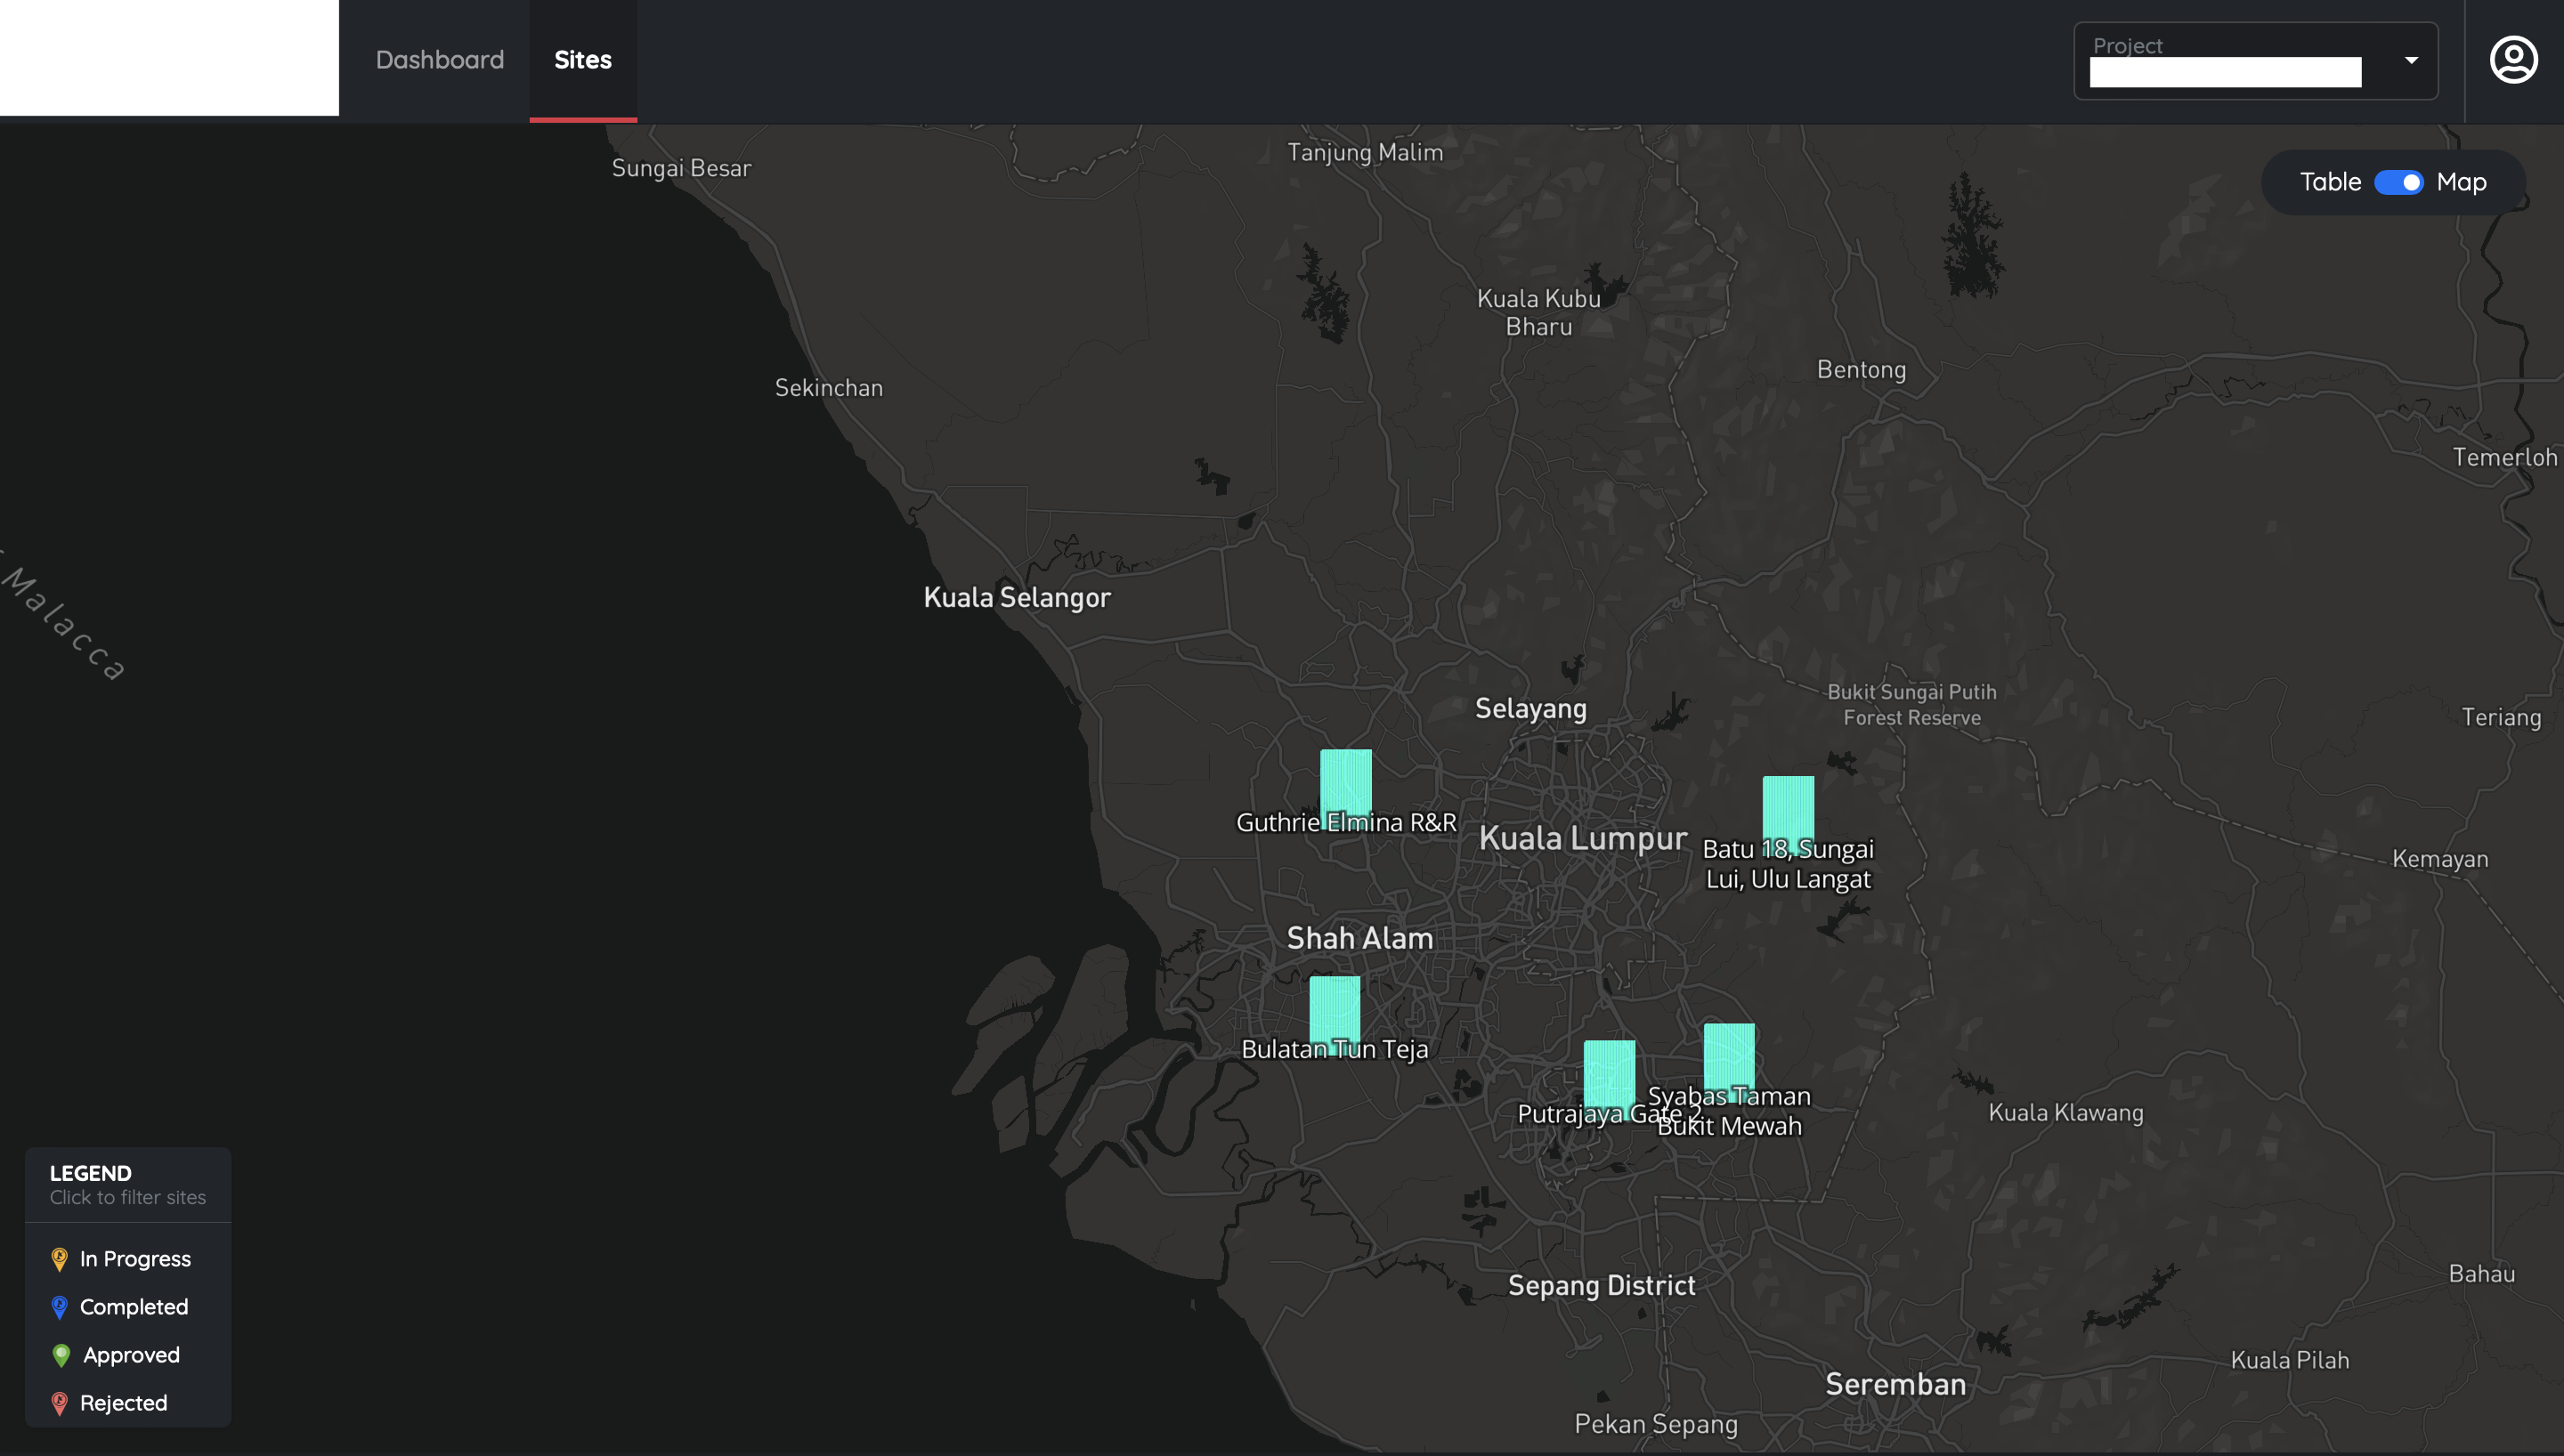 Dashboard
Sites
Project
Table
Map
Sungai Besar
Tanjung Malim
Kuala Kubu
Bharu
Bentong
Sekinchan
Temerloh
Malacca
Kuala Selangor
Selayang
Bukit Sungai Putih
Forest Reserve
Teriang
Guthrie Elmina R&R
Kuala Lumpur
Batu 18, Sungai
Lui, Ulu Langat
Kemayan
Shah Alam
Bulatan Tun Teja
Putrajaya Gate 2
Syabas Taman
Bukit Mewah
Kuala Klawang
LEGEND
Click to filter sites
In Progress
Completed
Approved
Rejected
Sepang District
Bahau
Kuala Pilah
Seremban
Pekan Sepang